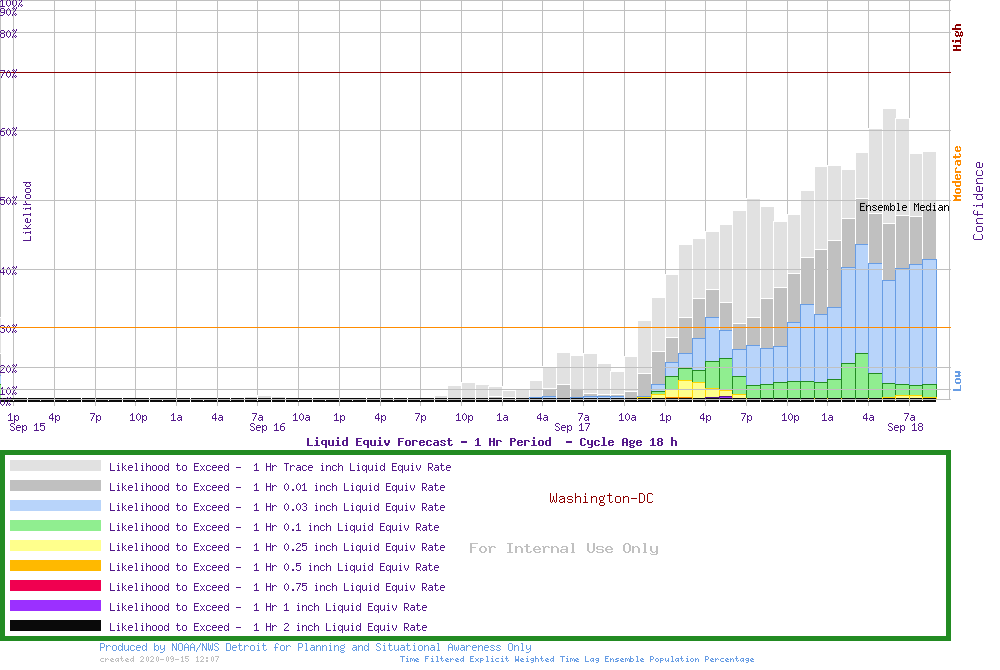 100%
90%
80%
70%
60%
50%
40%
30%
20%
10%
0%
Likelihood
High
Moderate
Low
Confidence
Ensemble Median
1p 4p 7p 10p 1a 4a 7a 10a 1p 4p 7p 10p 1a 4a 7a 10a 1p 4p 7p 10p 1a 4a 7a
Sep 15 Sep 16 Sep 17 Sep 18
Liquid Equiv Forecast - 1 Hr Period - Cycle Age 18 h
Likelihood to Exceed - 1 Hr Trace inch Liquid Equiv Rate
Likelihood to Exceed - 1 Hr 0.01 inch Liquid Equiv Rate
Likelihood to Exceed - 1 Hr 0.03 inch Liquid Equiv Rate
Likelihood to Exceed - 1 Hr 0.1 inch Liquid Equiv Rate
Likelihood to Exceed - 1 Hr 0.25 inch Liquid Equiv Rate
Likelihood to Exceed - 1 Hr 0.5 inch Liquid Equiv Rate
Likelihood to Exceed - 1 Hr 0.75 inch Liquid Equiv Rate
Likelihood to Exceed - 1 Hr 1 inch Liquid Equiv Rate
Likelihood to Exceed - 1 Hr 2 inch Liquid Equiv Rate
Washington-DC
For Internal Use Only
Produced by NOAA/NWS Detroit for Planning and Situational Awareness Only
created 2020-09-15 12:07
Time Filtered Explicit Weighted Time Lag Ensemble Population Percentage